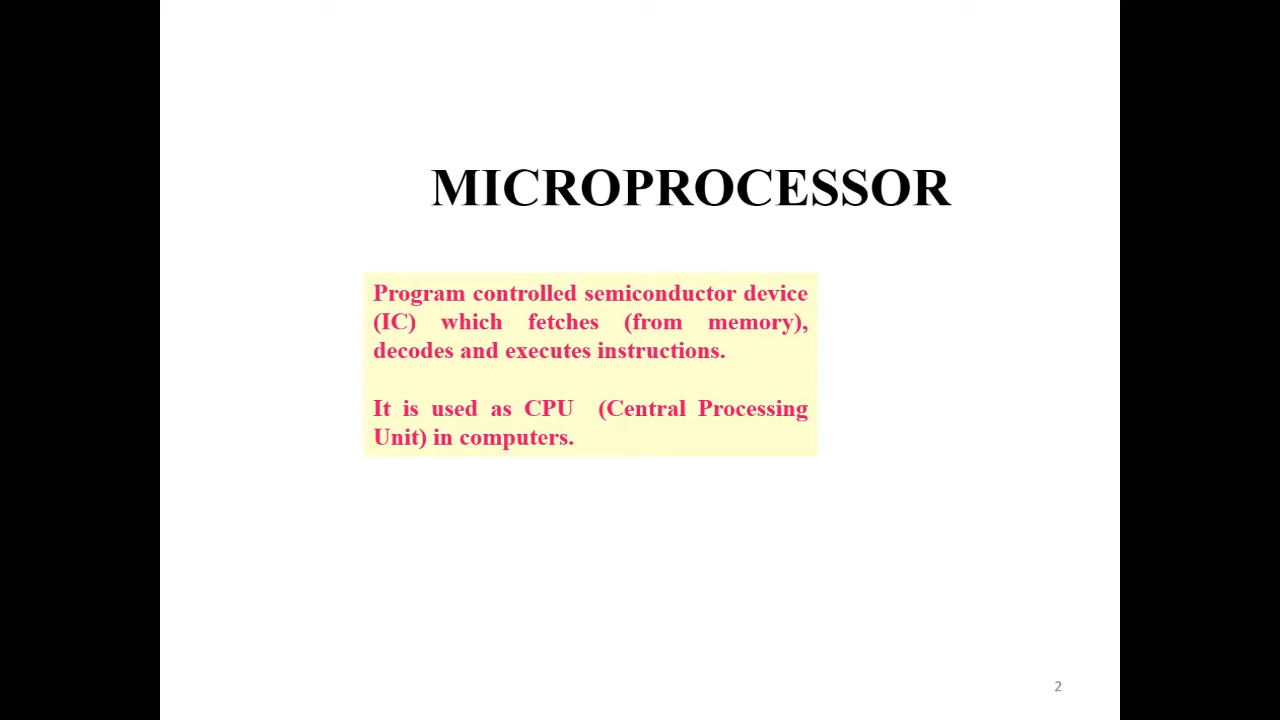 MICROPROCESSOR
Program controlled semiconductor device
(IC) which fetches (from memory),
decodes and executes instructions.
It is used as CPU (Central Processing
Unit) in computers.
2